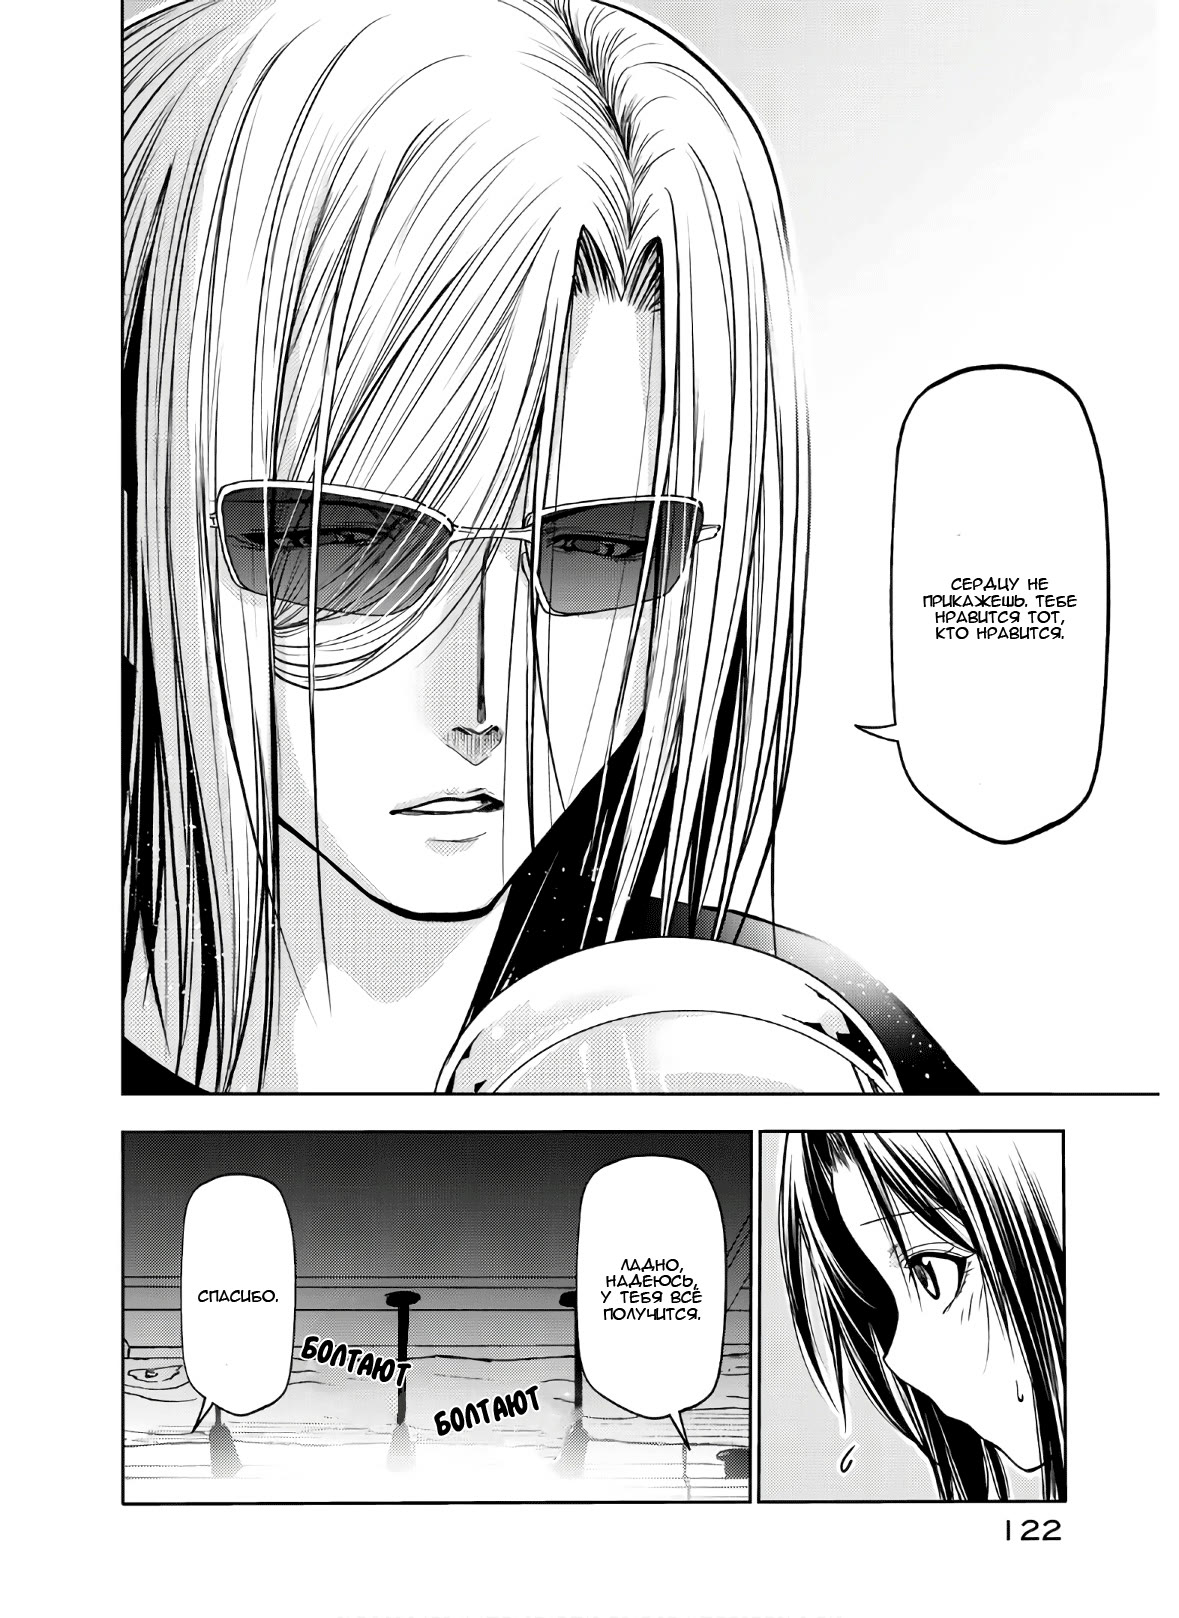 СЕРДЦУ НЕ
ПРИКАЖЕШЬ. ТЕБЕ
НРАВИТСЯ ТОТ,
КТО НРАВИТСЯ.
ЛАДНО,
НАДЕЮСЬ,
У ТЕБЯ ВСЁ
ПОЛУЧИТСЯ.
СПАСИБО.
БОЛТАЮТ
БОЛТАЮТ
122